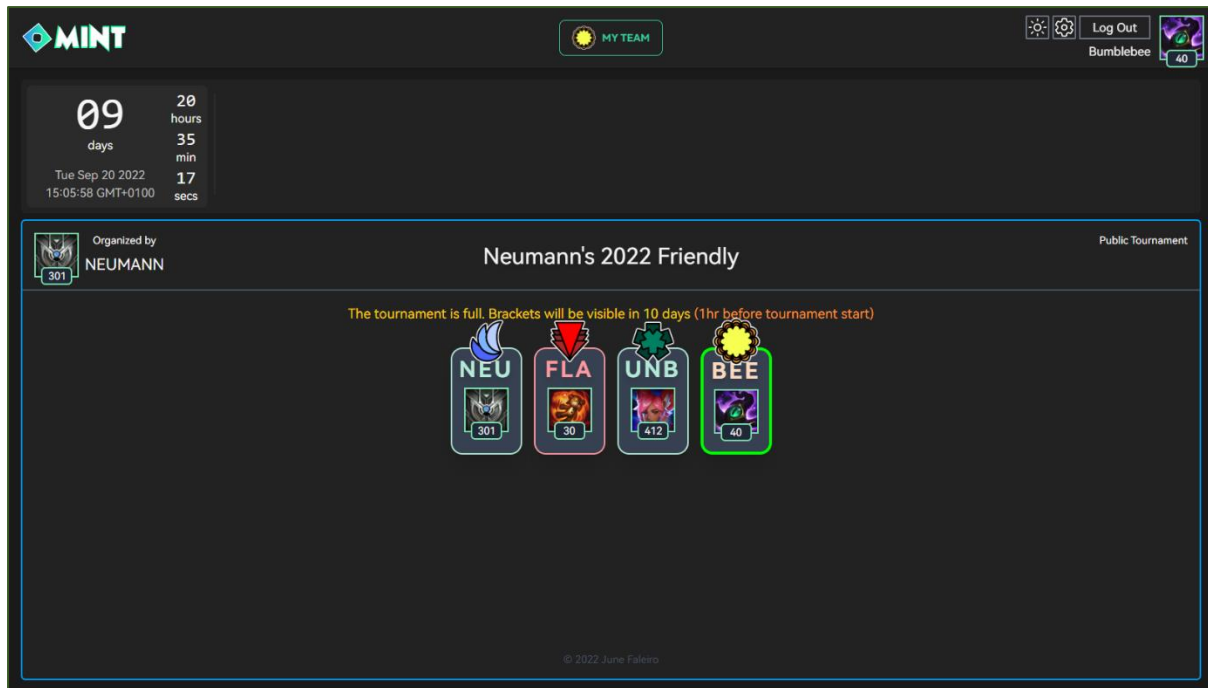 MINT
MY TEAM
Log Out
Bumblebee
40
09
days
20
hours
35
min
17
secs
Tue Sep 20 2022
15:05:58 GMT+0100
301
Organized by
NEUMANN
Neumann's 2022 Friendly
Public Tournament
The tournament is full. Brackets will be visible in 10 days (1hr before tournament start)
NEU FLA UNB BEE
301 30 412 40
© 2022 June Faleiro